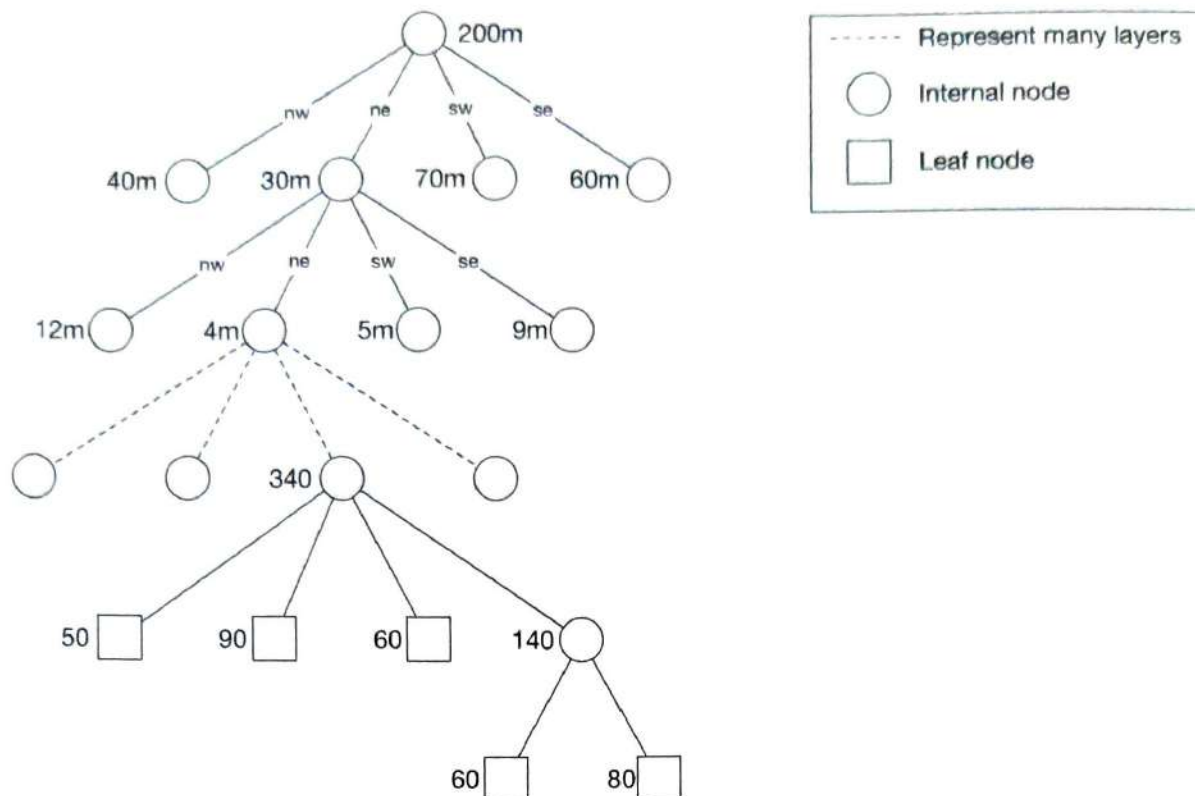 200m
nw
ne
sw
se
40m
30m
70m
60m
nw
ne
sw
se
12m
4m
5m
9m
340
50
90
60
140
60
80
Represent many layers
Internal node
Leaf node